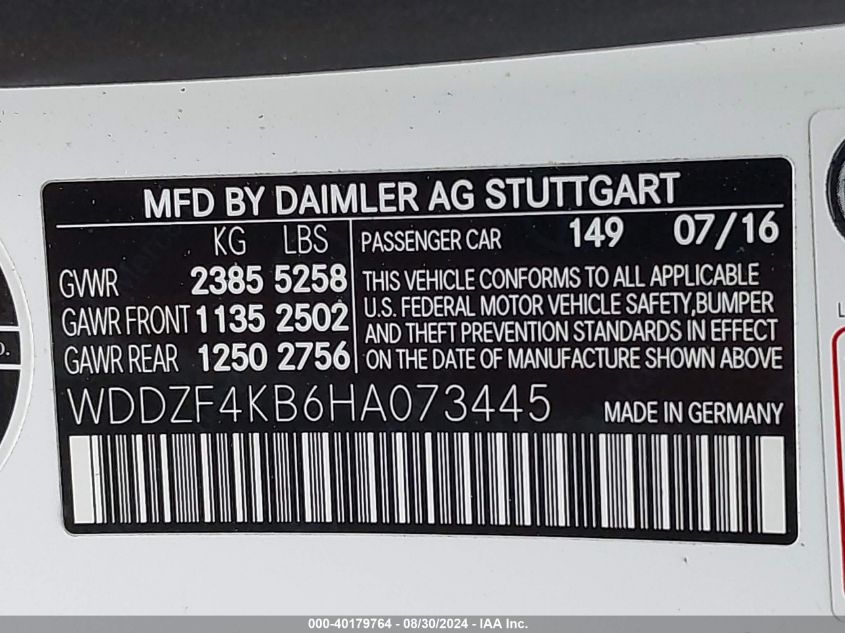 MFD BY DAIMLER AG STUTTGART
KG LBS
GVWR 2385 5258
GAWR FRONT 1135 2502
GAWR REAR 1250 2756
PASSENGER CAR 149 07/16
THIS VEHICLE CONFORMS TO ALL APPLICABLE
U.S. FEDERAL MOTOR VEHICLE SAFETY,BUMPER
AND THEFT PREVENTION STANDARDS IN EFFECT
ON THE DATE OF MANUFACTURE SHOWN ABOVE
WDDZF4KB6HA073445 MADE IN GERMANY
000-40179764 / 08/30/2024 - IAA Inc.